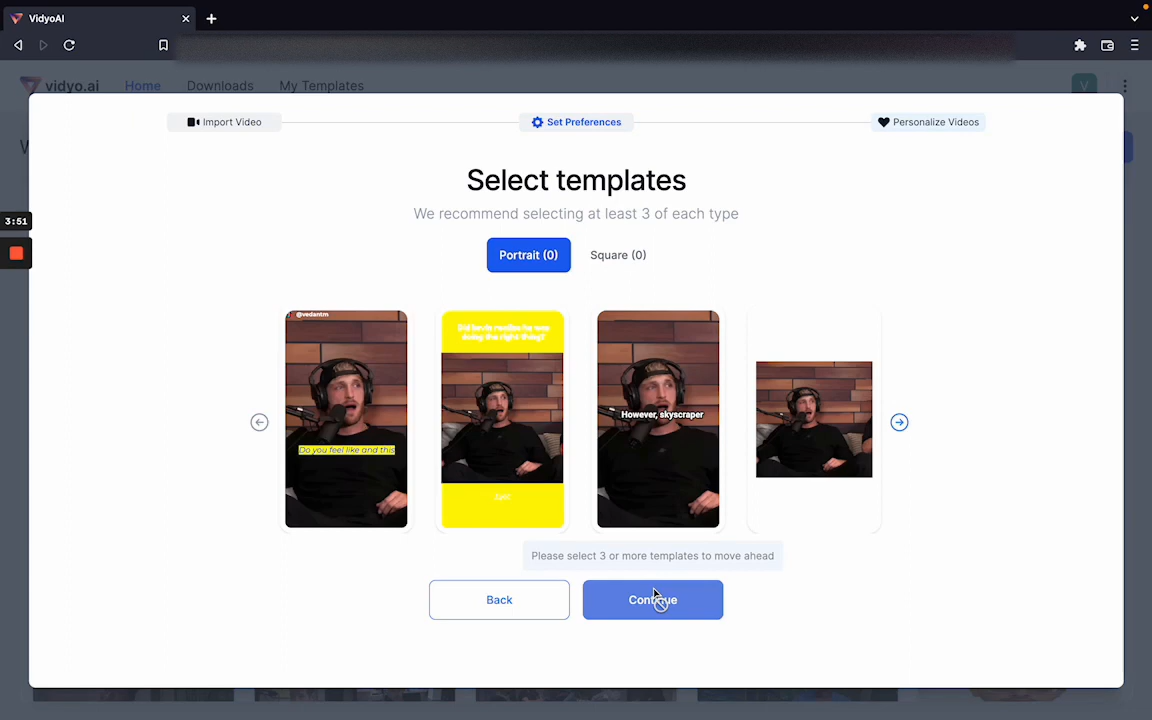 VidyoAI
vidyo.ai
Home
Downloads
My Templates
V
W
Import Video
Set Preferences
Personalize Videos
Select templates
We recommend selecting at least 3 of each type
3:51
Portrait (0)
Square (0)
@vedantm
Do you feel like and this
Did kevin realize he was
doing the right thing?
Just
However, skyscraper
Please select 3 or more templates to move ahead
Back
Continue